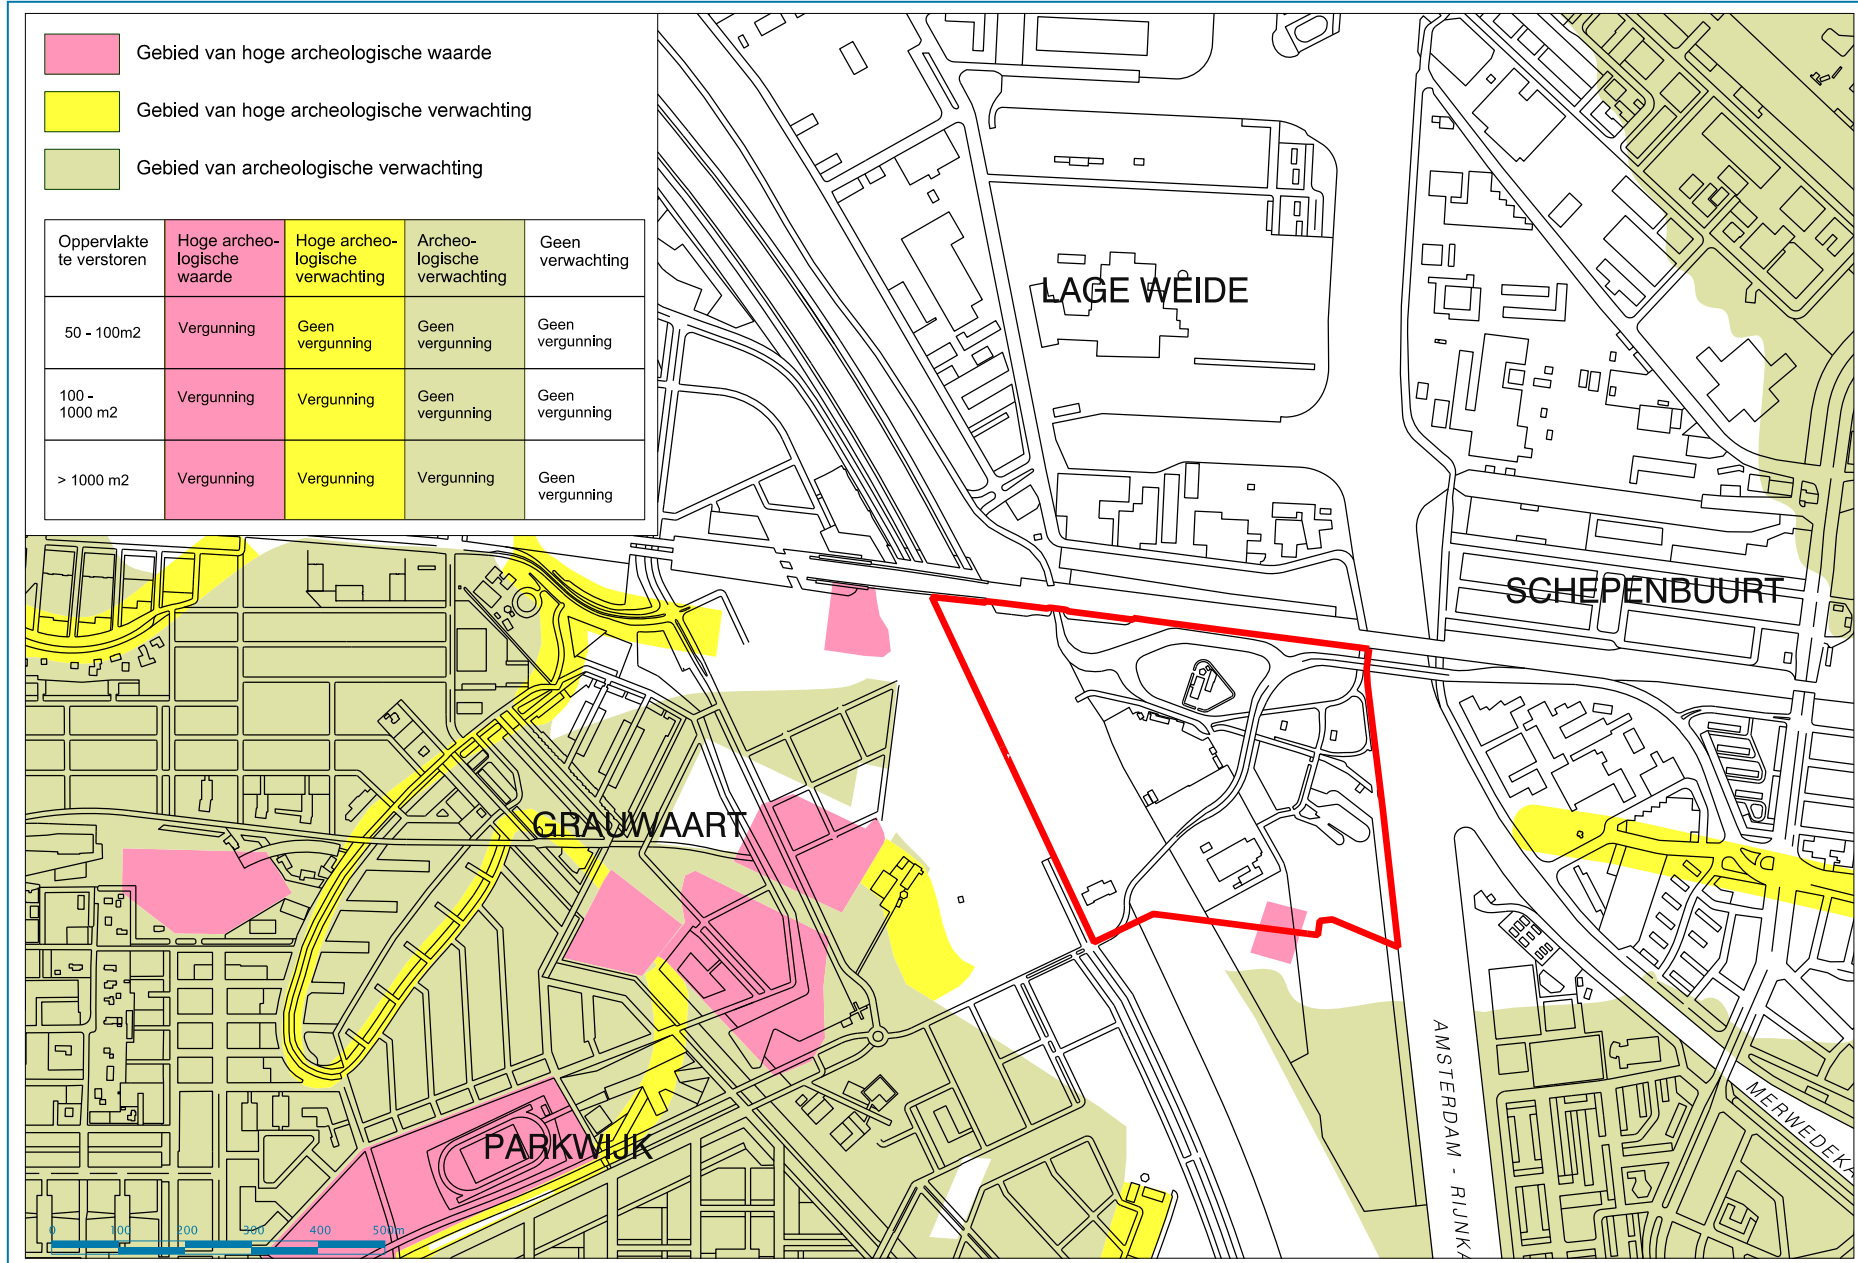 Gebied van hoge archeologische waarde
Gebied van hoge archeologische verwachting
Gebied van archeologische verwachting
Oppervlakte
te verstoren
Hoge archeo-
logische
waarde
Hoge archeo-
logische
verwachting
Archeo-
logische
verwachting
Geen
verwachting
50 - 100m2
Vergunning
Geen
vergunning
Geen
vergunning
Geen
vergunning
100 -
1000 m2
Vergunning
Vergunning
Geen
vergunning
Geen
vergunning
> 1000 m2
Vergunning
Vergunning
Vergunning
Geen
vergunning
LAGE WEIDE
SCHEPENBUURT
GRAUWAART
PARKWIJK
AMSTERDAM - RIJNKA
MERWEDEKA
0 100 200 300 400 500m